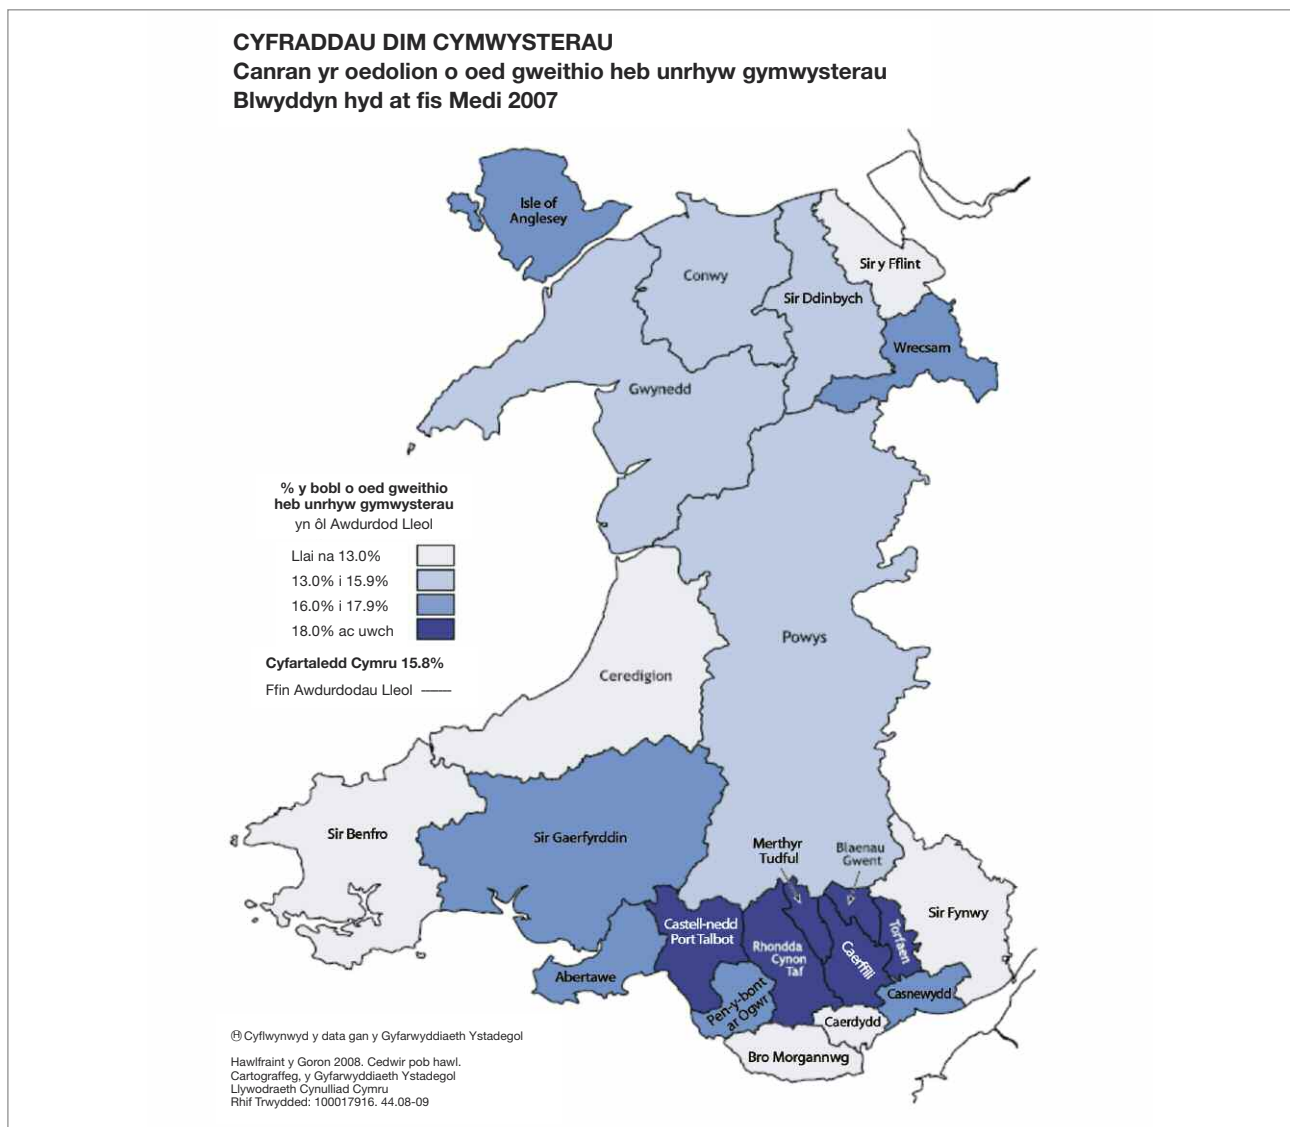 CYFRADDAU DIM CYMWYSTERAU
Canran yr oedolion o oed gweithio heb unrhyw gymwysterau
Blwyddyn hyd at fis Medi 2007
Isle of
Anglesey
Conwy
Sir y Fflint
Sir Ddinbych
Wrecsam
Gwynedd
% y bobl o oed gweithio
heb unrhyw gymwysterau
yn ôl Awdurdod Lleol
Llai na 13.0%
13.0% i 15.9%
16.0% i 17.9%
18.0% ac uwch
Cyfartaledd Cymru 15.8%
Ffin Awdurdodau Lleol
Powys
Ceredigion
Sir Benfro
Sir Gaerfyrddin
Merthyr
Tudful
Blaenau
Gwent
Sir Fynwy
Castell-nedd
Port Talbot
Rhondda
Cynon
Taf
Caerffili
Torfaen
Abertawe
Pen-y-bont
ar Ogwr
Casnewydd
Caerdydd
Bro Morgannwg
Ⓗ Cyflwynwyd y data gan y Gyfarwyddiaeth Ystadegol
Hawlfraint y Goron 2008. Cedwir pob hawl.
Cartograffeg, y Gyfarwyddiaeth Ystadegol
Llywodraeth Cynulliad Cymru
Rhif Trwydded: 100017916. 44.08-09